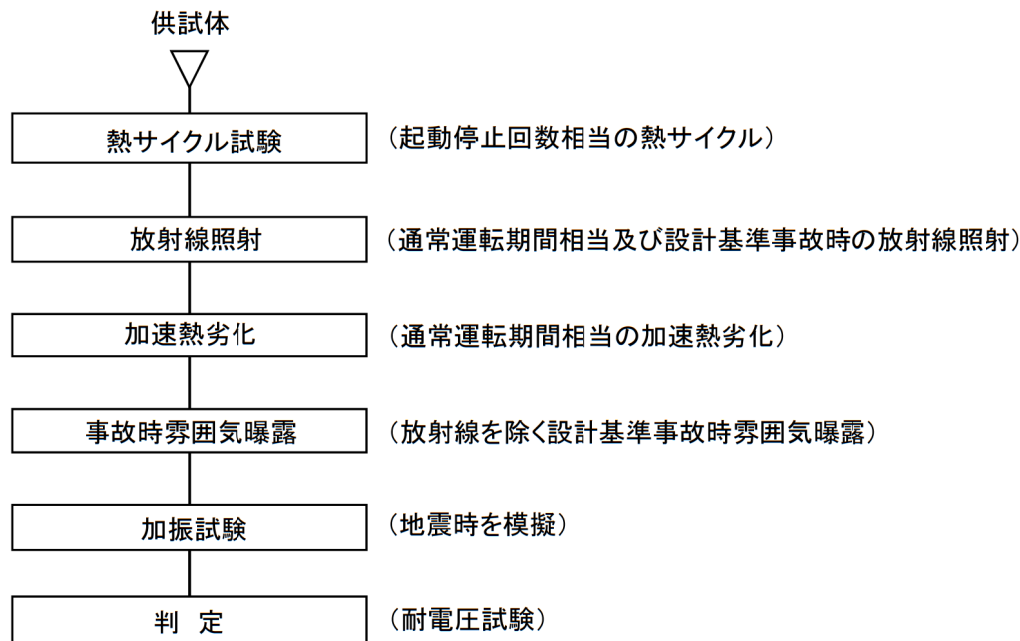 供試体
熱サイクル試験 (起動停止回数相当の熱サイクル)
放射線照射 (通常運転期間相当及び設計基準事故時の放射線照射)
加速熱劣化 (通常運転期間相当の加速熱劣化)
事故時雰囲気曝露 (放射線を除く設計基準事故時雰囲気曝露)
加振試験 (地震時を模擬)
判 定 (耐電圧試験)